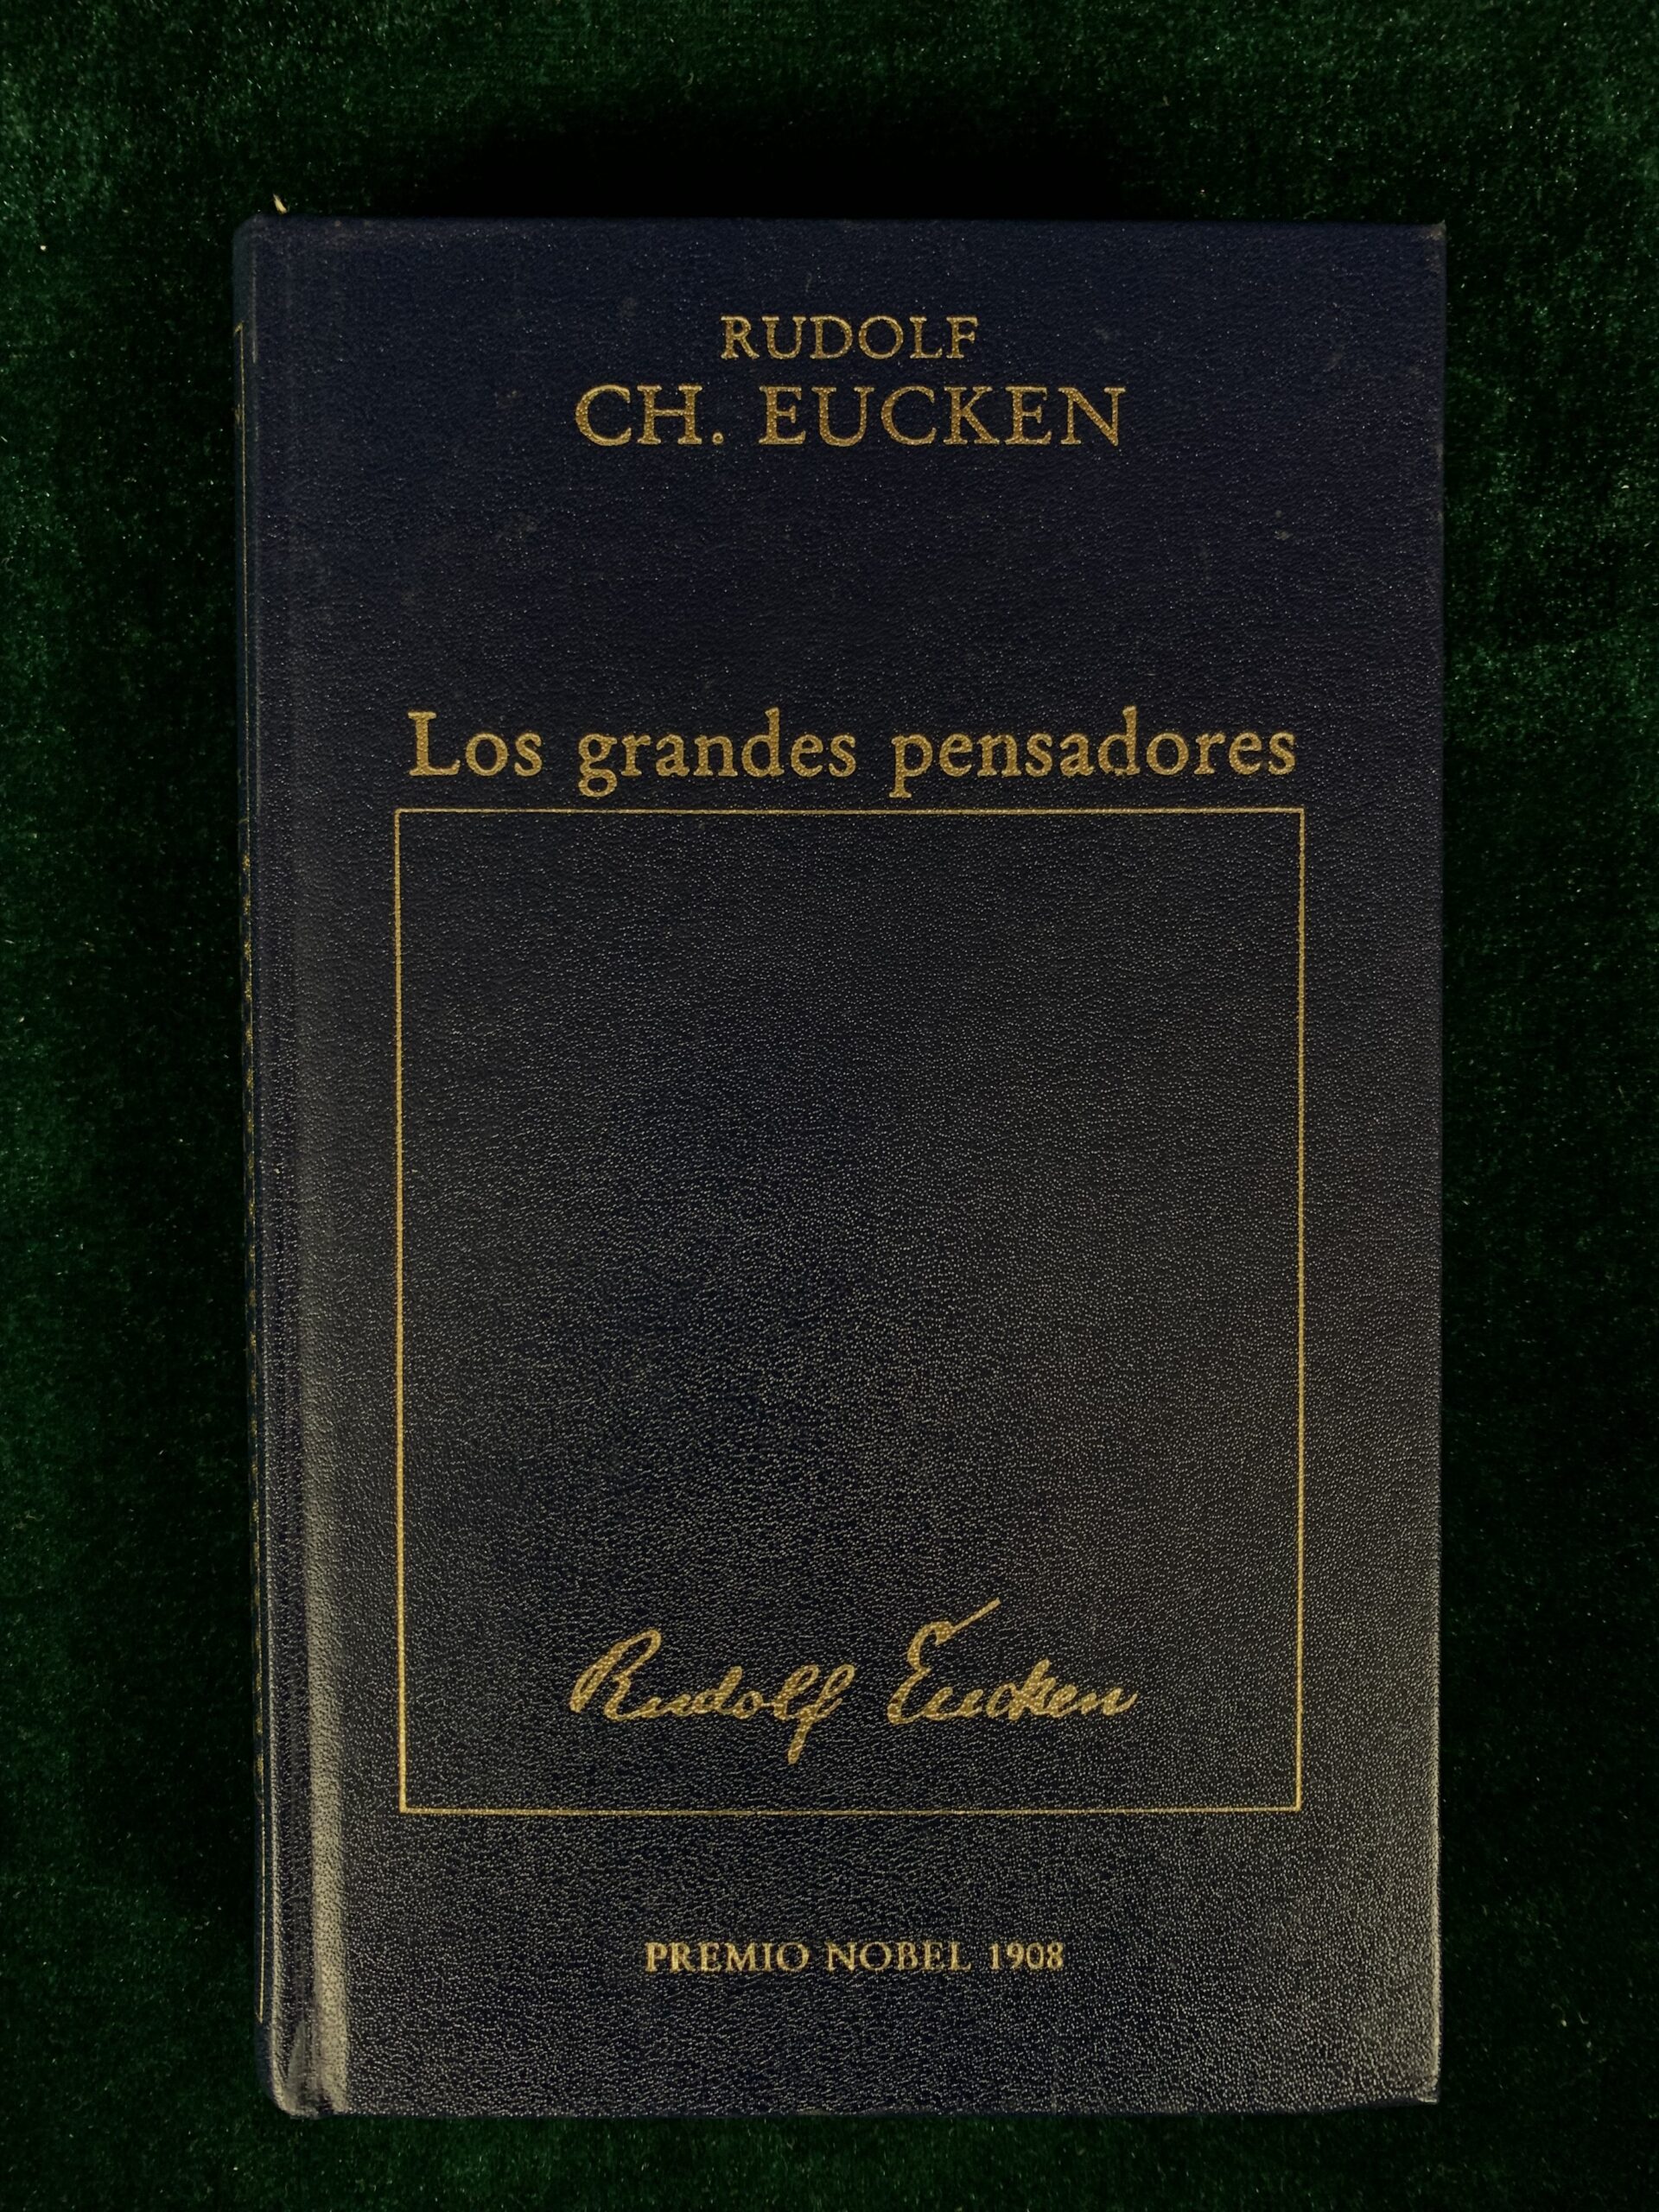 RUDOLF
CH. EUCKEN
Los grandes pensadores
Rudolf Eucken
PREMIO NOBEL 1908